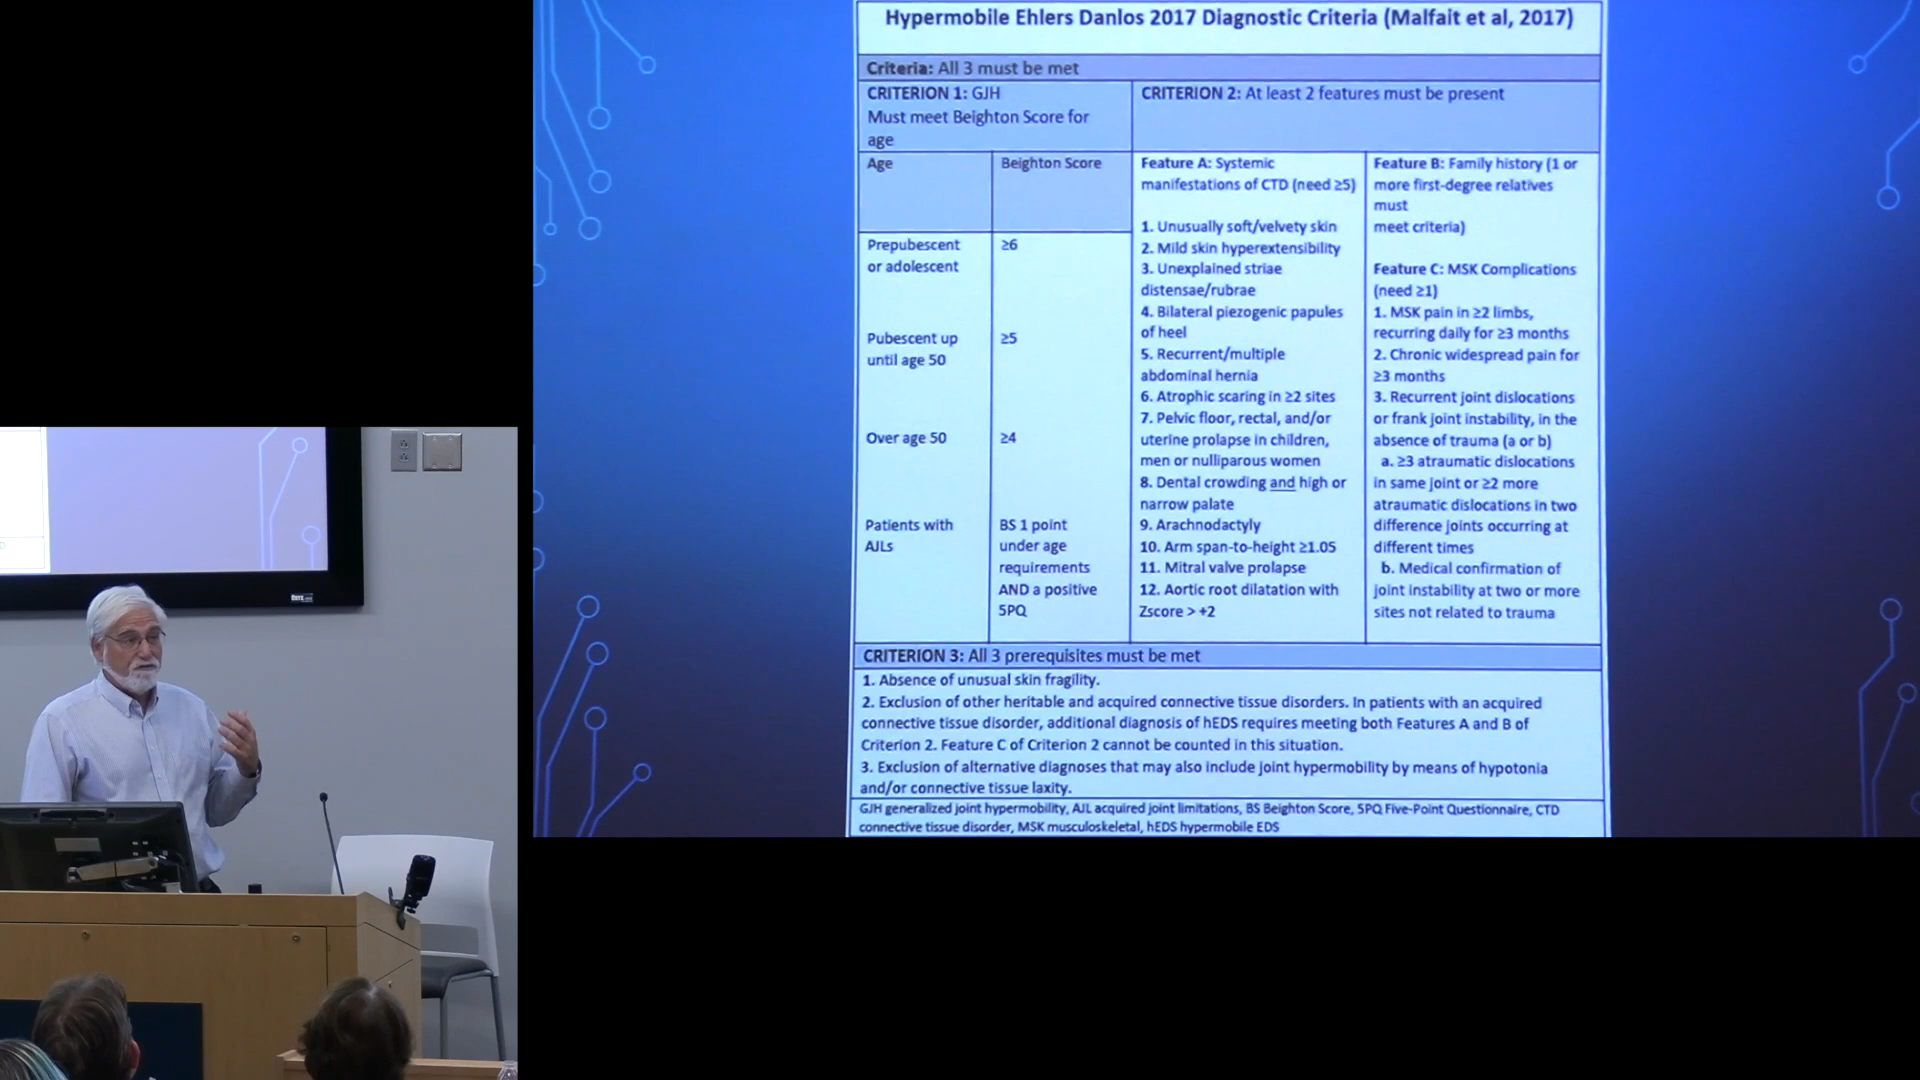 Hypermobile Ehlers Danlos 2017 Diagnostic Criteria (Malfait et al, 2017)
Criteria: All 3 must be met
CRITERION 1: GJH
Must meet Beighton Score for
age
CRITERION 2: At least 2 features must be present
Age
Beighton Score
Prepubescent
or adolescent
≥6
Pubescent up
until age 50
≥5
Over age 50
≥4
Patients with
AJLs
BS 1 point
under age
requirements
AND a positive
5PQ
Feature A: Systemic
manifestations of CTD (need ≥5)
1. Unusually soft/velvety skin
2. Mild skin hyperextensibility
3. Unexplained striae
distensae/rubrae
4. Bilateral piezogenic papules
of heel
5. Recurrent/multiple
abdominal hernia
6. Atrophic scaring in ≥2 sites
7. Pelvic floor, rectal, and/or
uterine prolapse in children,
men or nulliparous women
8. Dental crowding and high or
narrow palate
9. Arachnodactyly
10. Arm span-to-height ≥1.05
11. Mitral valve prolapse
12. Aortic root dilatation with
Zscore > +2
Feature B: Family history (1 or
more first-degree relatives
must
meet criteria)
Feature C: MSK Complications
(need ≥1)
1. MSK pain in ≥2 limbs,
recurring daily for ≥3 months
2. Chronic widespread pain for
≥3 months
3. Recurrent joint dislocations
or frank joint instability, in the
absence of trauma (a or b)
a. ≥3 atraumatic dislocations
in same joint or ≥2 more
atraumatic dislocations in two
difference joints occurring at
different times
b. Medical confirmation of
joint instability at two or more
sites not related to trauma
CRITERION 3: All 3 prerequisites must be met
1. Absence of unusual skin fragility.
2. Exclusion of other heritable and acquired connective tissue disorders. In patients with an acquired
connective tissue disorder, additional diagnosis of hEDS requires meeting both Features A and B of
Criterion 2. Feature C of Criterion 2 cannot be counted in this situation.
3. Exclusion of alternative diagnoses that may also include joint hypermobility by means of hypotonia
and/or connective tissue laxity.
GJH generalized joint hypermobility, AJL acquired joint limitations, BS Beighton Score, 5PQ Five-Point Questionnaire, CTD
connective tissue disorder, MSK musculoskeletal, hEDS hypermobile EDS